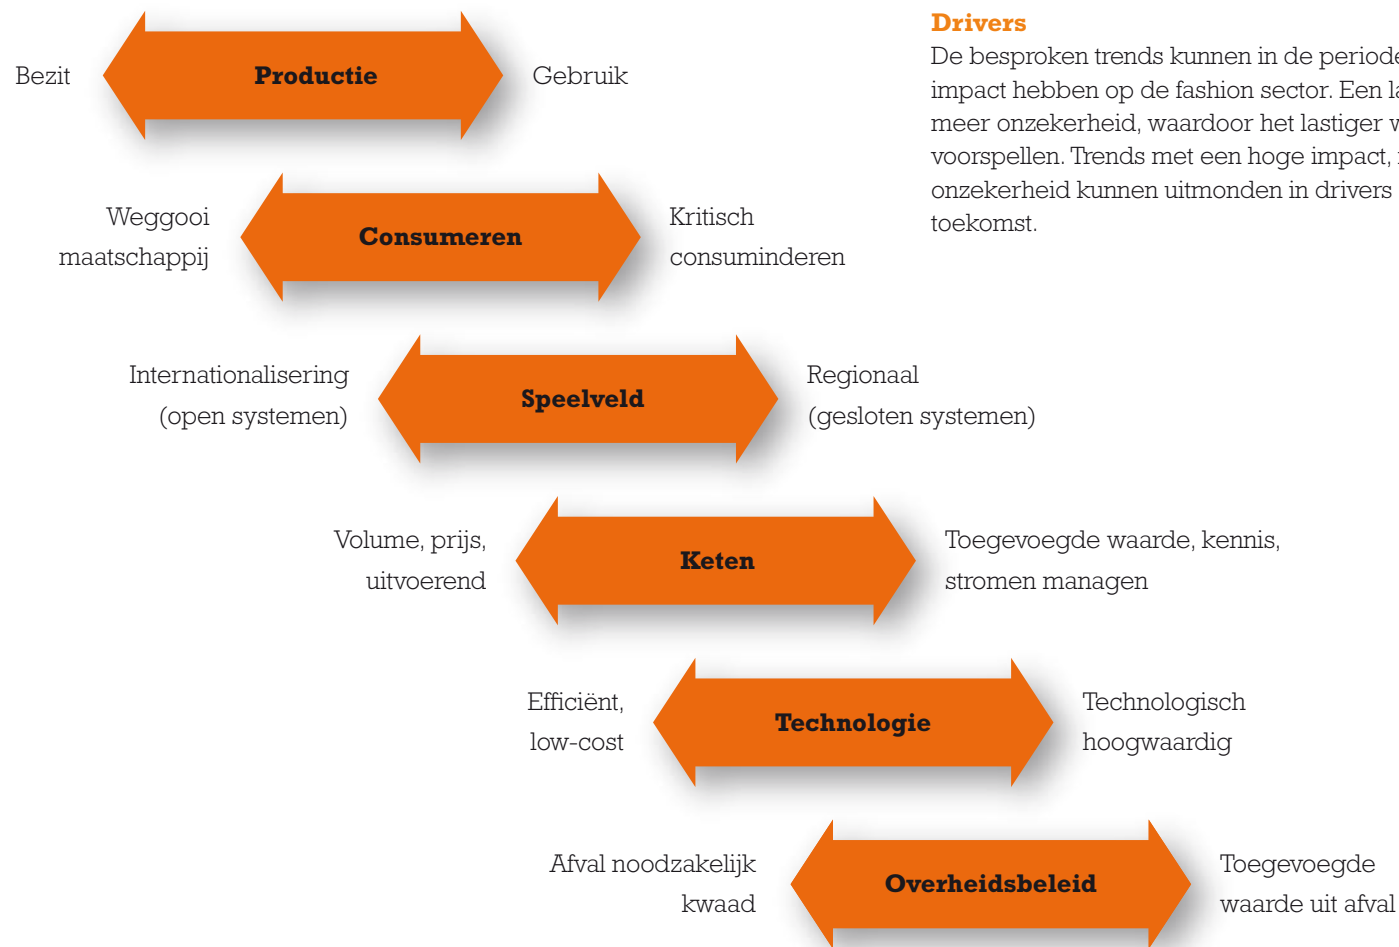 Drivers
De besproken trends kunnen in de periode
impact hebben op de fashion sector. Een
meer onzekerheid, waardoor het lastiger
voorspellen. Trends met een hoge impact,
onzekerheid kunnen uitmonden in drivers
toekomst.
Bezit
Productie
Gebruik
Weggooi
maatschappij
Consumeren
Kritisch
consuminderen
Internationalisering
(open systemen)
Speelveld
Regionaal
(gesloten systemen)
Volume, prijs,
uitvoerend
Keten
Toegevoegde waarde, kennis,
stromen managen
Efficiënt,
low-cost
Technologie
Technologisch
hoogwaardig
Afval noodzakelijk
kwaad
Overheidsbeleid
Toegevoegde
waarde uit afval